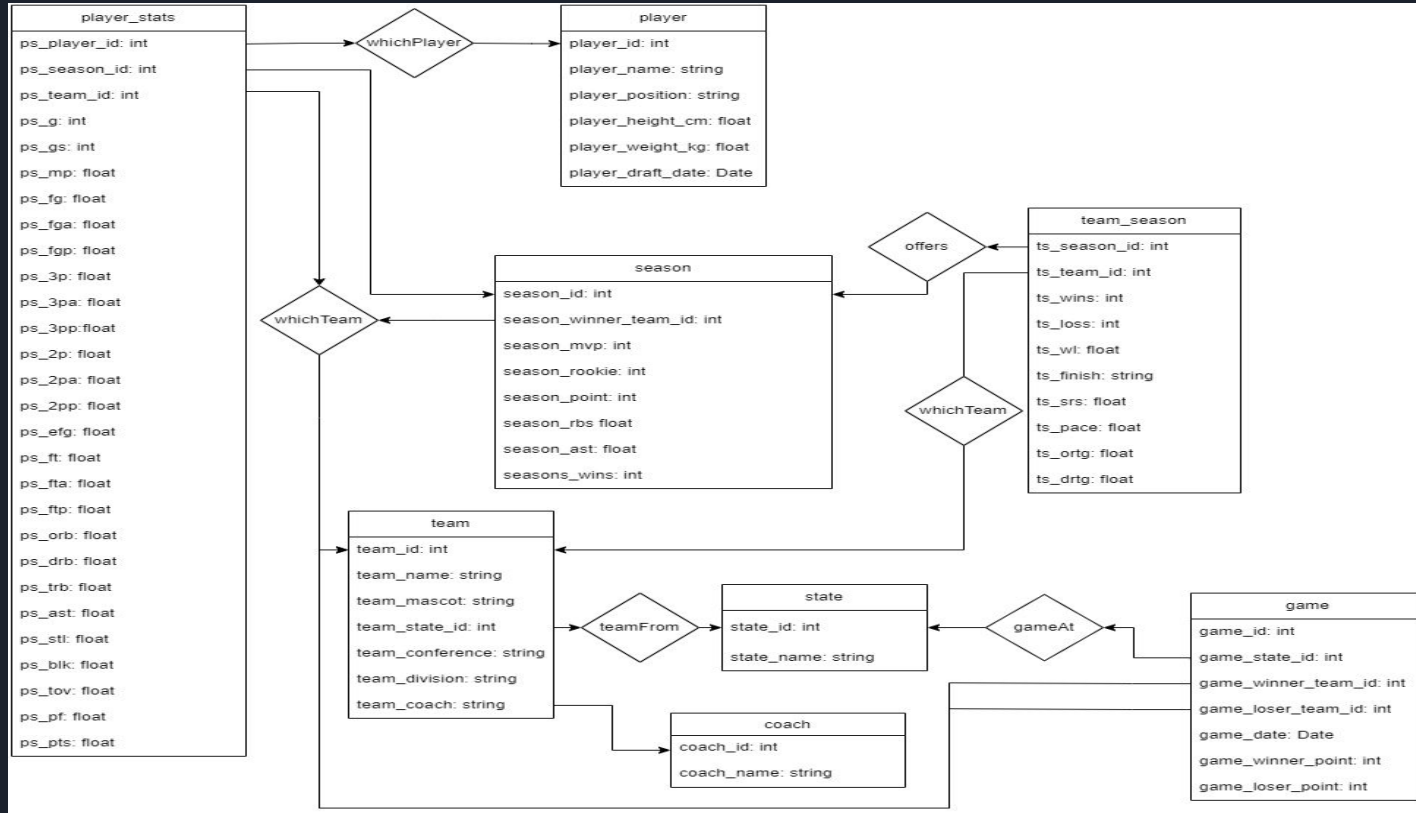 player_stats
ps_player_id: int
ps_season_id: int
ps_team_id: int
ps_g: int
ps_gs: int
ps_mp: float
ps_fg: float
ps_fga: float
ps_fgp: float
ps_3p: float
ps_3pa: float
ps_3pp:float
ps_2p: float
ps_2pa: float
ps_2pp: float
ps_efg: float
ps_ft: float
ps_fta: float
ps_ftp: float
ps_orb: float
ps_drb: float
ps_trb: float
ps_ast: float
ps_stl: float
ps_blk: float
ps_tov: float
ps_pf: float
ps_pts: float
whichPlayer
player
player_id: int
player_name: string
player_position: string
player_height_cm: float
player_weight_kg: float
player_draft_date: Date
whichTeam
season
season_id: int
season_winner_team_id: int
season_mvp: int
season_rookie: int
season_point: int
season_rbs float
season_ast: float
seasons_wins: int
offers
team_season
ts_season_id: int
ts_team_id: int
ts_wins: int
ts_loss: int
ts_wl: float
ts_finish: string
ts_srs: float
ts_pace: float
ts_ortg: float
ts_drtg: float
whichTeam
team
team_id: int
team_name: string
team_mascot: string
team_state_id: int
team_conference: string
team_division: string
team_coach: string
teamFrom
state
state_id: int
state_name: string
gameAt
coach
coach_id: int
coach_name: string
game
game_id: int
game_state_id: int
game_winner_team_id: int
game_loser_team_id: int
game_date: Date
game_winner_point: int
game_loser_point: int